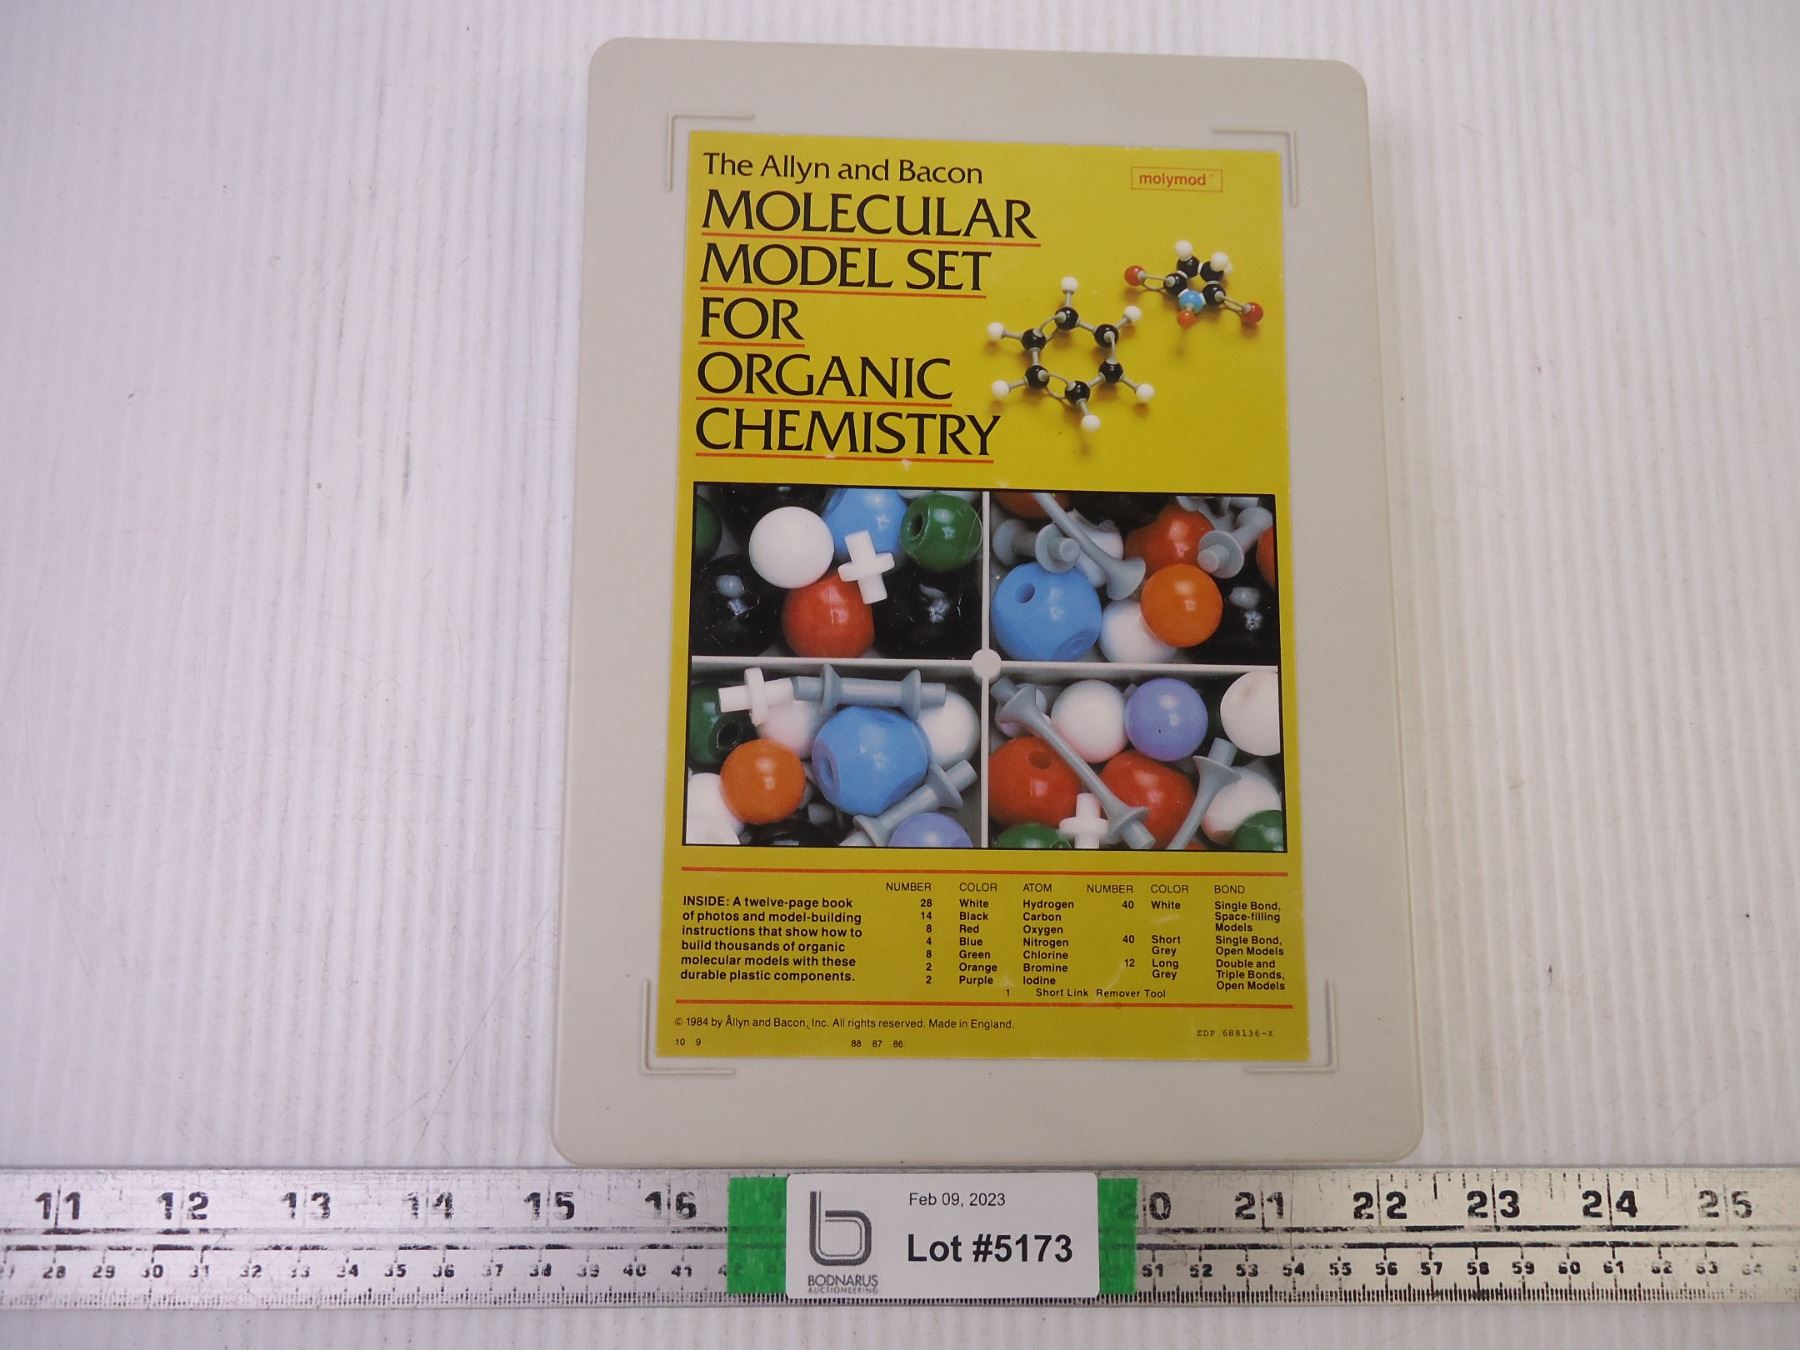 The Allyn and Bacon
MOLECULAR
MODEL SET
FOR
ORGANIC
CHEMISTRY
molymod™
INSIDE: A twelve-page book
of photos and model-building
instructions that show how to
build thousands of organic
molecular models with these
durable plastic components.
NUMBER COLOR ATOM
28 White Hydrogen
14 Black Carbon
8 Red Oxygen
4 Blue Nitrogen
8 Green Chlorine
2 Orange Bromine
2 Purple Iodine
NUMBER COLOR BOND
40 White Single Bond,
Space-filling
Models
40 Short Single Bond,
Grey Open Models
12 Long Double and
Grey Triple Bonds,
Open Models
1 Short Link Remover Tool
© 1984 by Allyn and Bacon, Inc. All rights reserved. Made in England.
EDP 688136-X
10 9 88 87 86
11 12 13 14 15 16 20 21 22 23 24 25
Feb 09, 2023
Lot #5173
BODNARUS
AUCTIONEERING
28 29 30 31 32 33 34 35 36 37 38 39 40 41 51 52 53 54 55 56 57 58 59 60 61 62 63 64